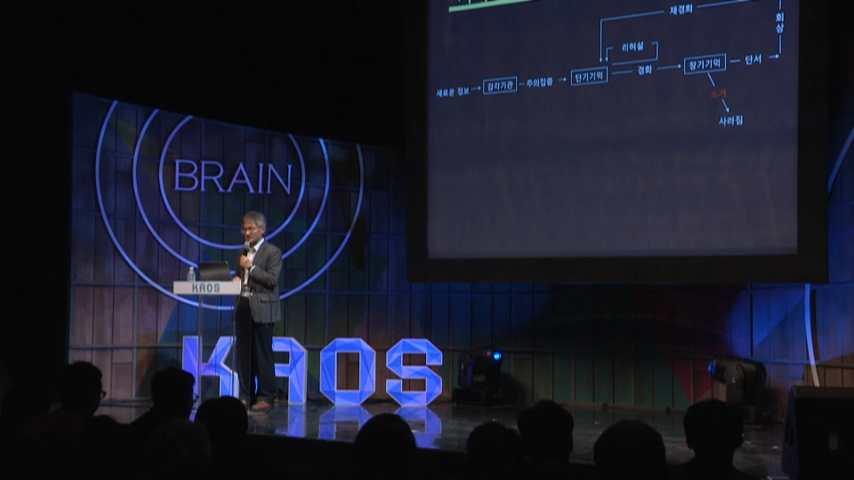 재경화
회상
리허설
새로운 정보 → 감각기관 → 주의집중 → 단기기억 경화 → 장기기억 — 단서 →
소거
사라짐
BRAIN
KAOS
KAOS